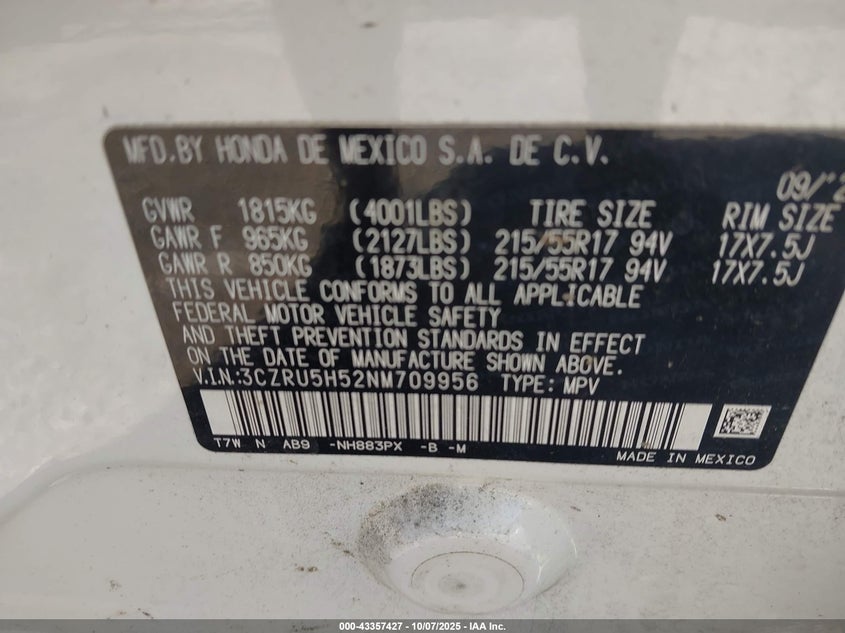 MFD.BY HONDA DE MEXICO S.A. DE C.V.
09/
GVWR 1815KG (4001LBS) TIRE SIZE RIM SIZE
GAWR F 965KG (2127LBS) 215/55R17 94V 17X7.5J
GAWR R 850KG (1873LBS) 215/55R17 94V 17X7.5J
THIS VEHICLE CONFORMS TO ALL APPLICABLE
FEDERAL MOTOR VEHICLE SAFETY
AND THEFT PREVENTION STANDARDS IN EFFECT
ON THE DATE OF MANUFACTURE SHOWN ABOVE.
V.I.N.:3CZRU5H52NM709956 TYPE: MPV
T7W N AB9 -NH883PX -B -M
MADE IN MEXICO
000-43357427 - 10/07/2025 - IAA Inc.